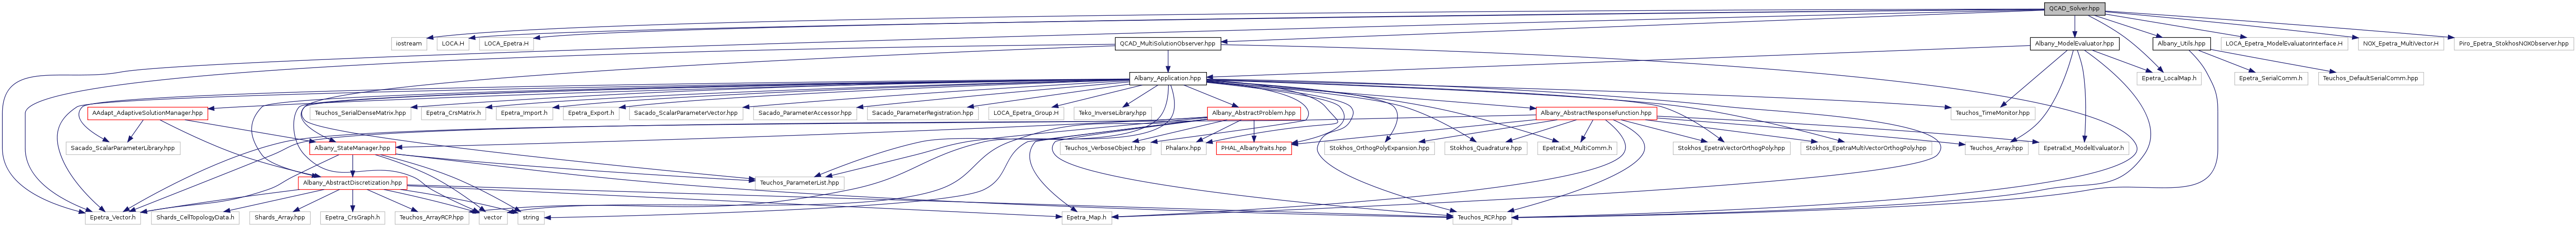 QCAD_Solver.hpp
iostream
LOCA.H
LOCA_Epetra.H
QCAD_MultiSolutionObserver.hpp
Albany_ModelEvaluator.hpp
Albany_Utils.hpp
LOCA_Epetra_ModelEvaluatorInterface.H
NOX_Epetra_MultiVector.H
Piro_Epetra_StokhosNOXObserver.hpp
Albany_Application.hpp
Epetra_LocalMap.h
Epetra_SerialComm.h
Teuchos_DefaultSerialComm.hpp
AAdapt_AdaptiveSolutionManager.hpp
Teuchos_SerialDenseMatrix.hpp
Epetra_CrsMatrix.h
Epetra_Import.h
Epetra_Export.h
Sacado_ScalarParameterVector.hpp
Sacado_ParameterAccessor.hpp
Sacado_ParameterRegistration.hpp
LOCA_Epetra_Group.H
Teko_InverseLibrary.hpp
Albany_AbstractProblem.hpp
Albany_AbstractResponseFunction.hpp
Teuchos_TimeMonitor.hpp
Sacado_ScalarParameterLibrary.hpp
Albany_StateManager.hpp
Teuchos_VerboseObject.hpp
Phalanx.hpp
PHAL_AlbanyTraits.hpp
Stokhos_OrthogPolyExpansion.hpp
Stokhos_Quadrature.hpp
EpetraExt_MultiComm.h
Stokhos_EpetraVectorOrthogPoly.hpp
Stokhos_EpetraMultiVectorOrthogPoly.hpp
Teuchos_Array.hpp
EpetraExt_ModelEvaluator.h
Albany_AbstractDiscretization.hpp
Teuchos_ParameterList.hpp
Epetra_Vector.h
Shards_CellTopologyData.h
Shards_Array.hpp
Epetra_CrsGraph.h
Teuchos_ArrayRCP.hpp
vector
string
Epetra_Map.h
Teuchos_RCP.hpp